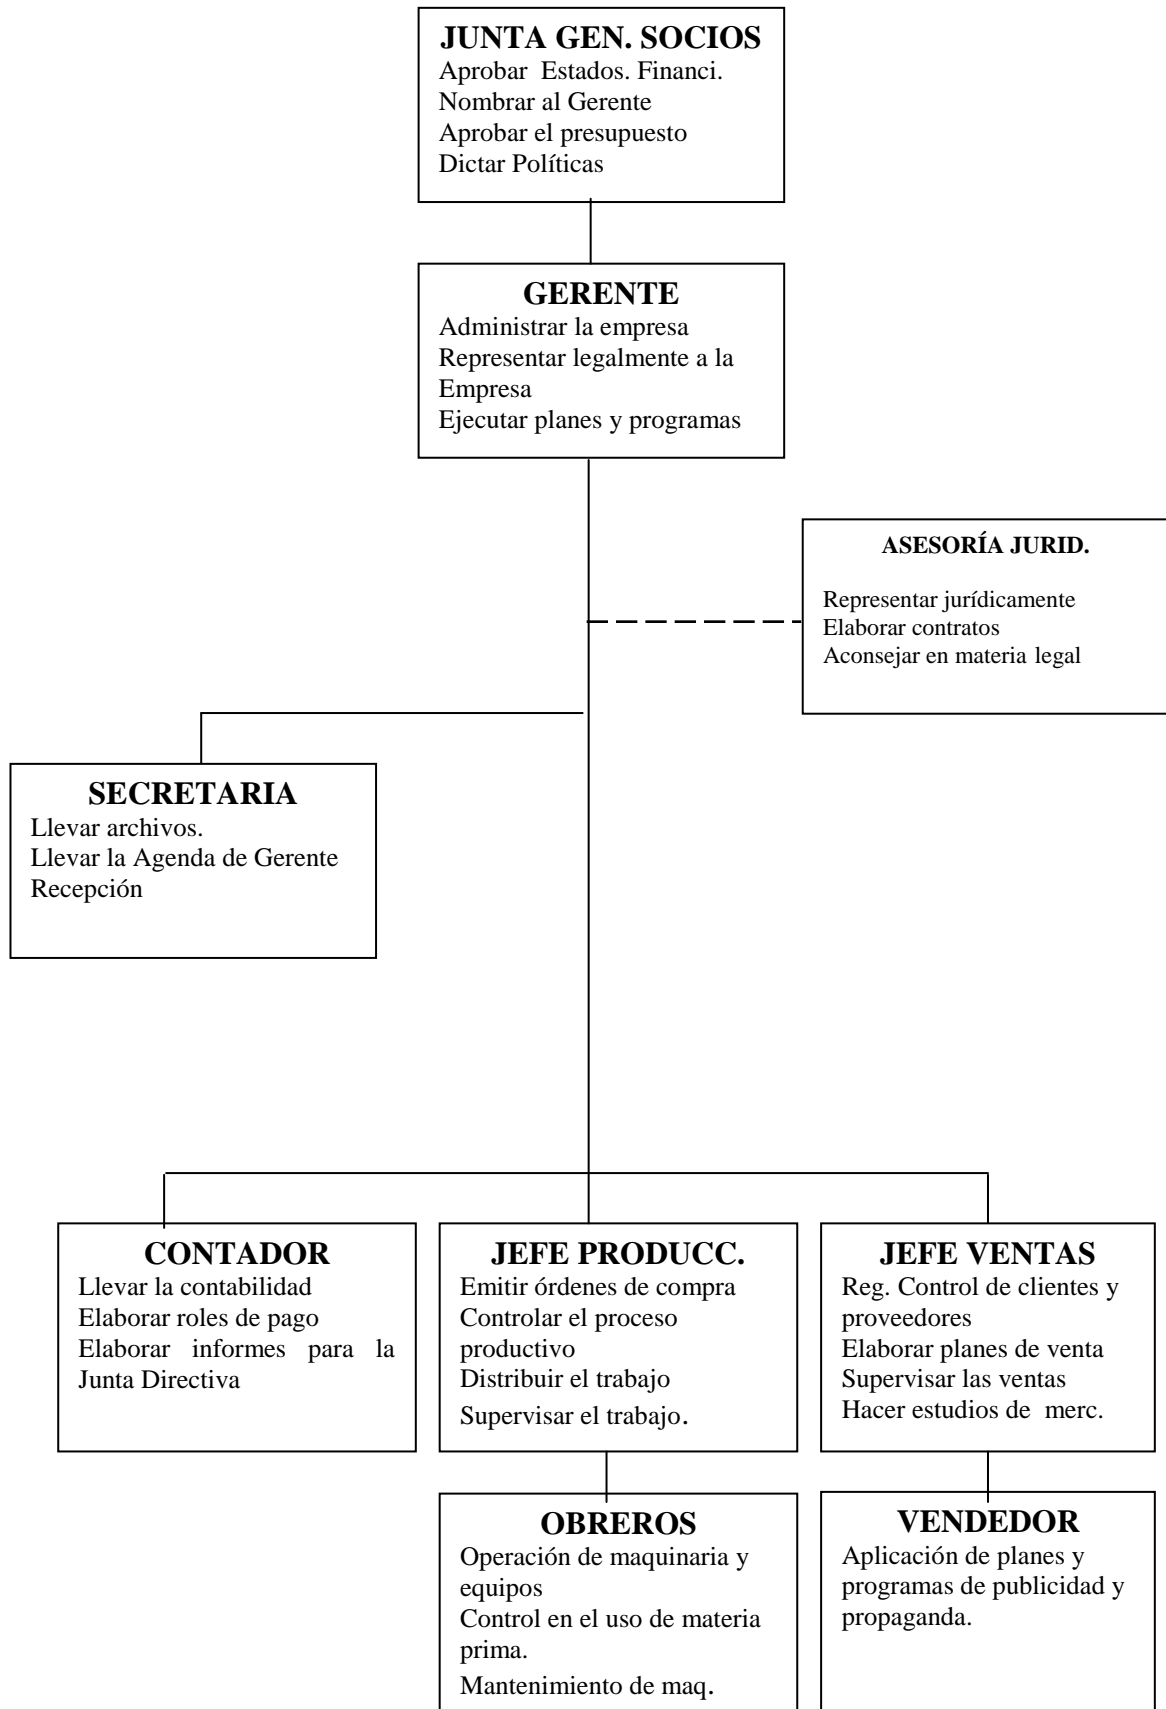 JUNTA GEN. SOCIOS
Aprobar Estados. Financi.
Nombrar al Gerente
Aprobar el presupuesto
Dictar Políticas
GERENTE
Administrar la empresa
Representar legalmente a la
Empresa
Ejecutar planes y programas
ASESORÍA JURID.
Representar jurídicamente
Elaborar contratos
Aconsejar en materia legal
SECRETARIA
Llevar archivos.
Llevar la Agenda de Gerente
Recepción
CONTADOR
Llevar la contabilidad
Elaborar roles de pago
Elaborar informes para la
Junta Directiva
JEFE PRODUCC.
Emitir órdenes de compra
Controlar el proceso
productivo
Distribuir el trabajo
Supervisar el trabajo.
JEFE VENTAS
Reg. Control de clientes y
proveedores
Elaborar planes de venta
Supervisar las ventas
Hacer estudios de merc.
OBREROS
Operación de maquinaria y
equipos
Control en el uso de materia
prima.
Mantenimiento de maq.
VENDEDOR
Aplicación de planes y
programas de publicidad y
propaganda.